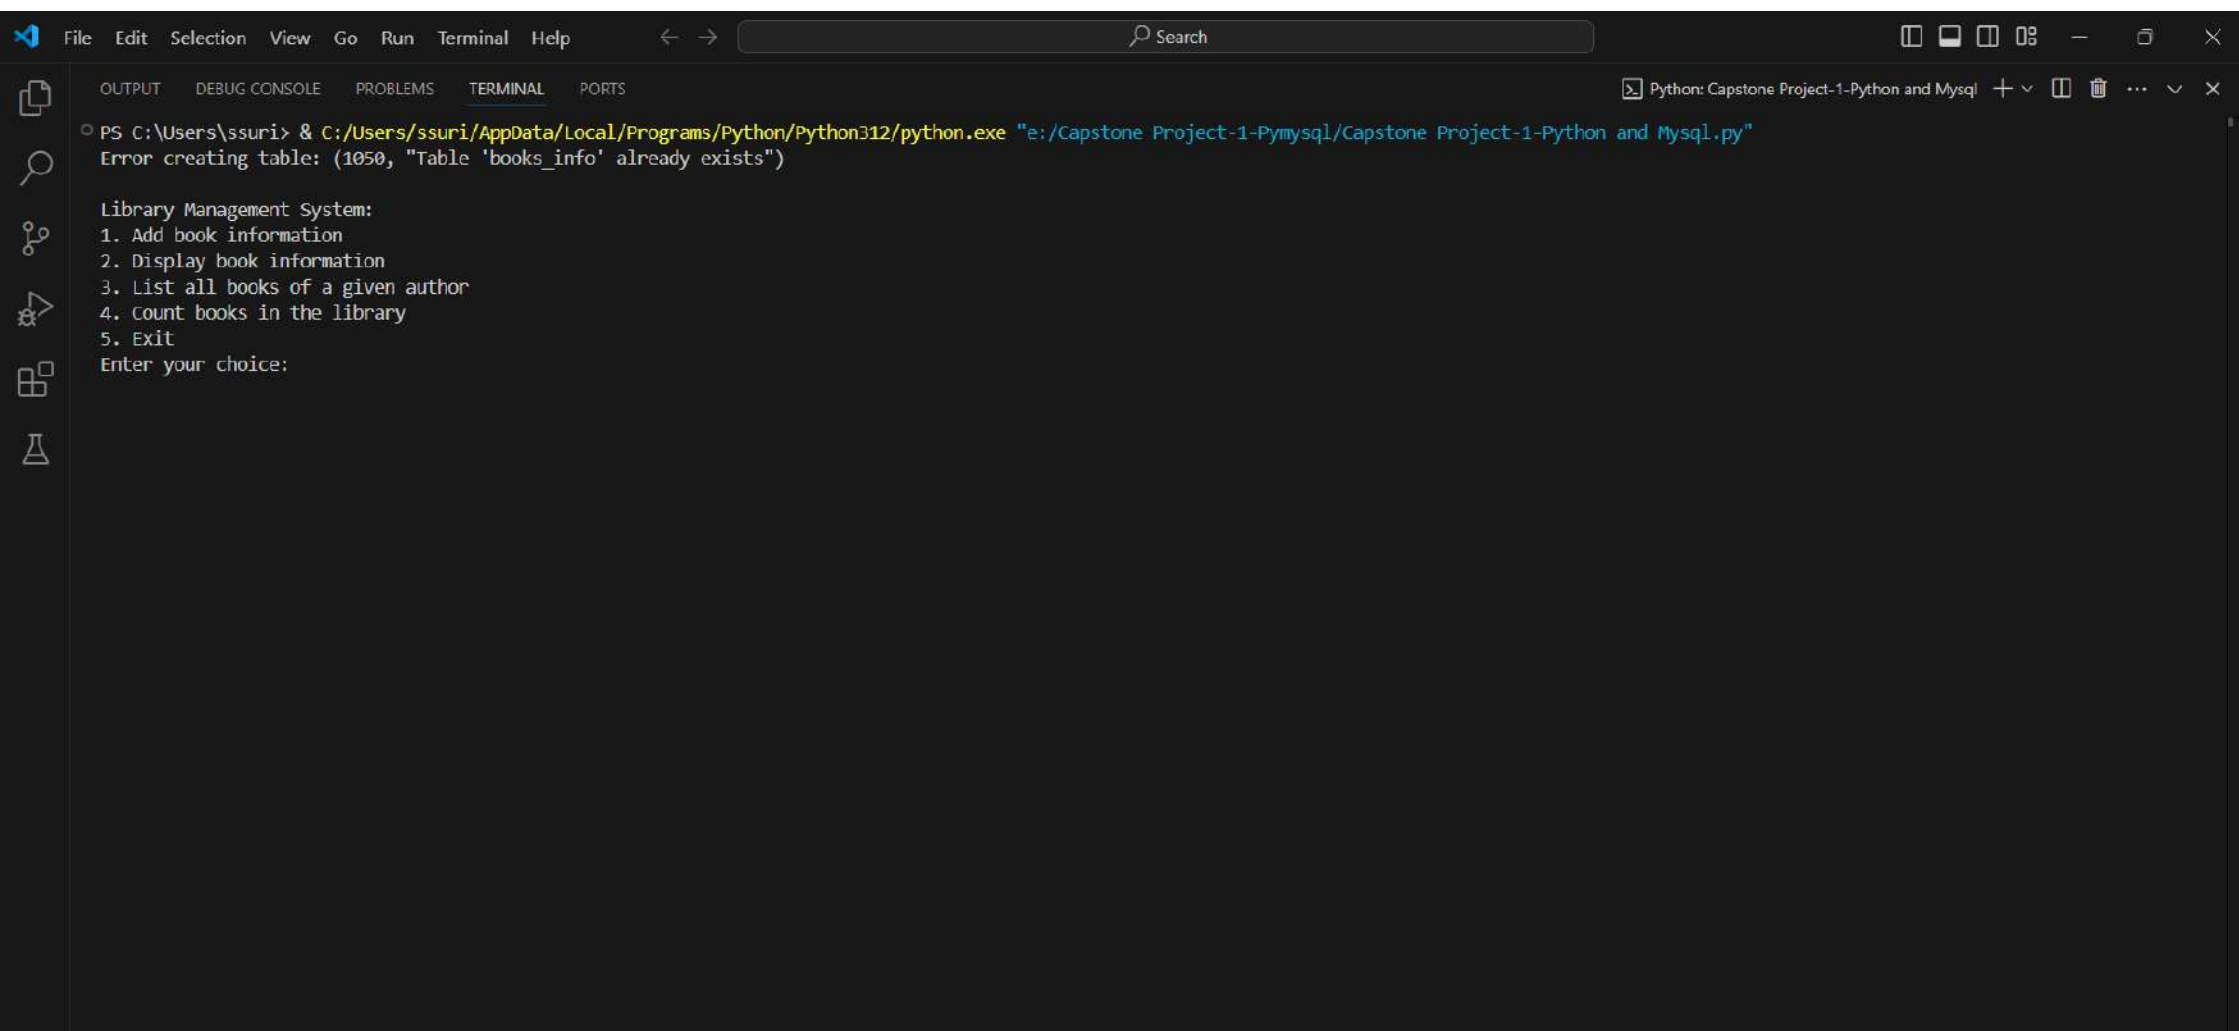 File Edit Selection View Go Run Terminal Help Search
OUTPUT DEBUG CONSOLE PROBLEMS TERMINAL PORTS Python: Capstone Project-1-Python and Mysql
PS C:\Users\ssuri> & C:/Users/ssuri/AppData/Local/Programs/Python/Python312/python.exe "e:/Capstone Project-1-Pymysql/Capstone Project-1-Python and Mysql.py"
Error creating table: (1050, "Table 'books_info' already exists")
Library Management System:
1. Add book information
2. Display book information
3. List all books of a given author
4. Count books in the library
5. Exit
Enter your choice: